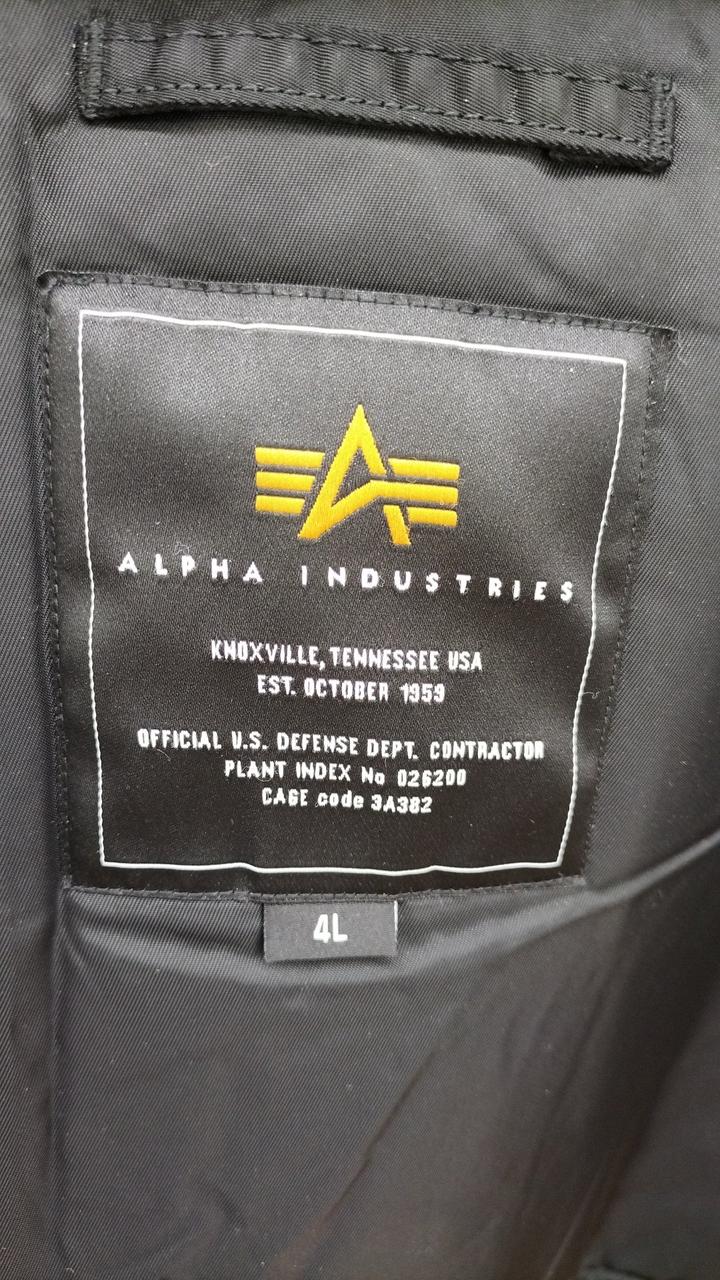 ALPHA INDUSTRIES
KNOXVILLE, TENNESSEE USA
EST. OCTOBER 1959
OFFICIAL U.S. DEFENSE DEPT. CONTRACTOR
PLANT INDEX No 026200
CAGE code 3A382
4L